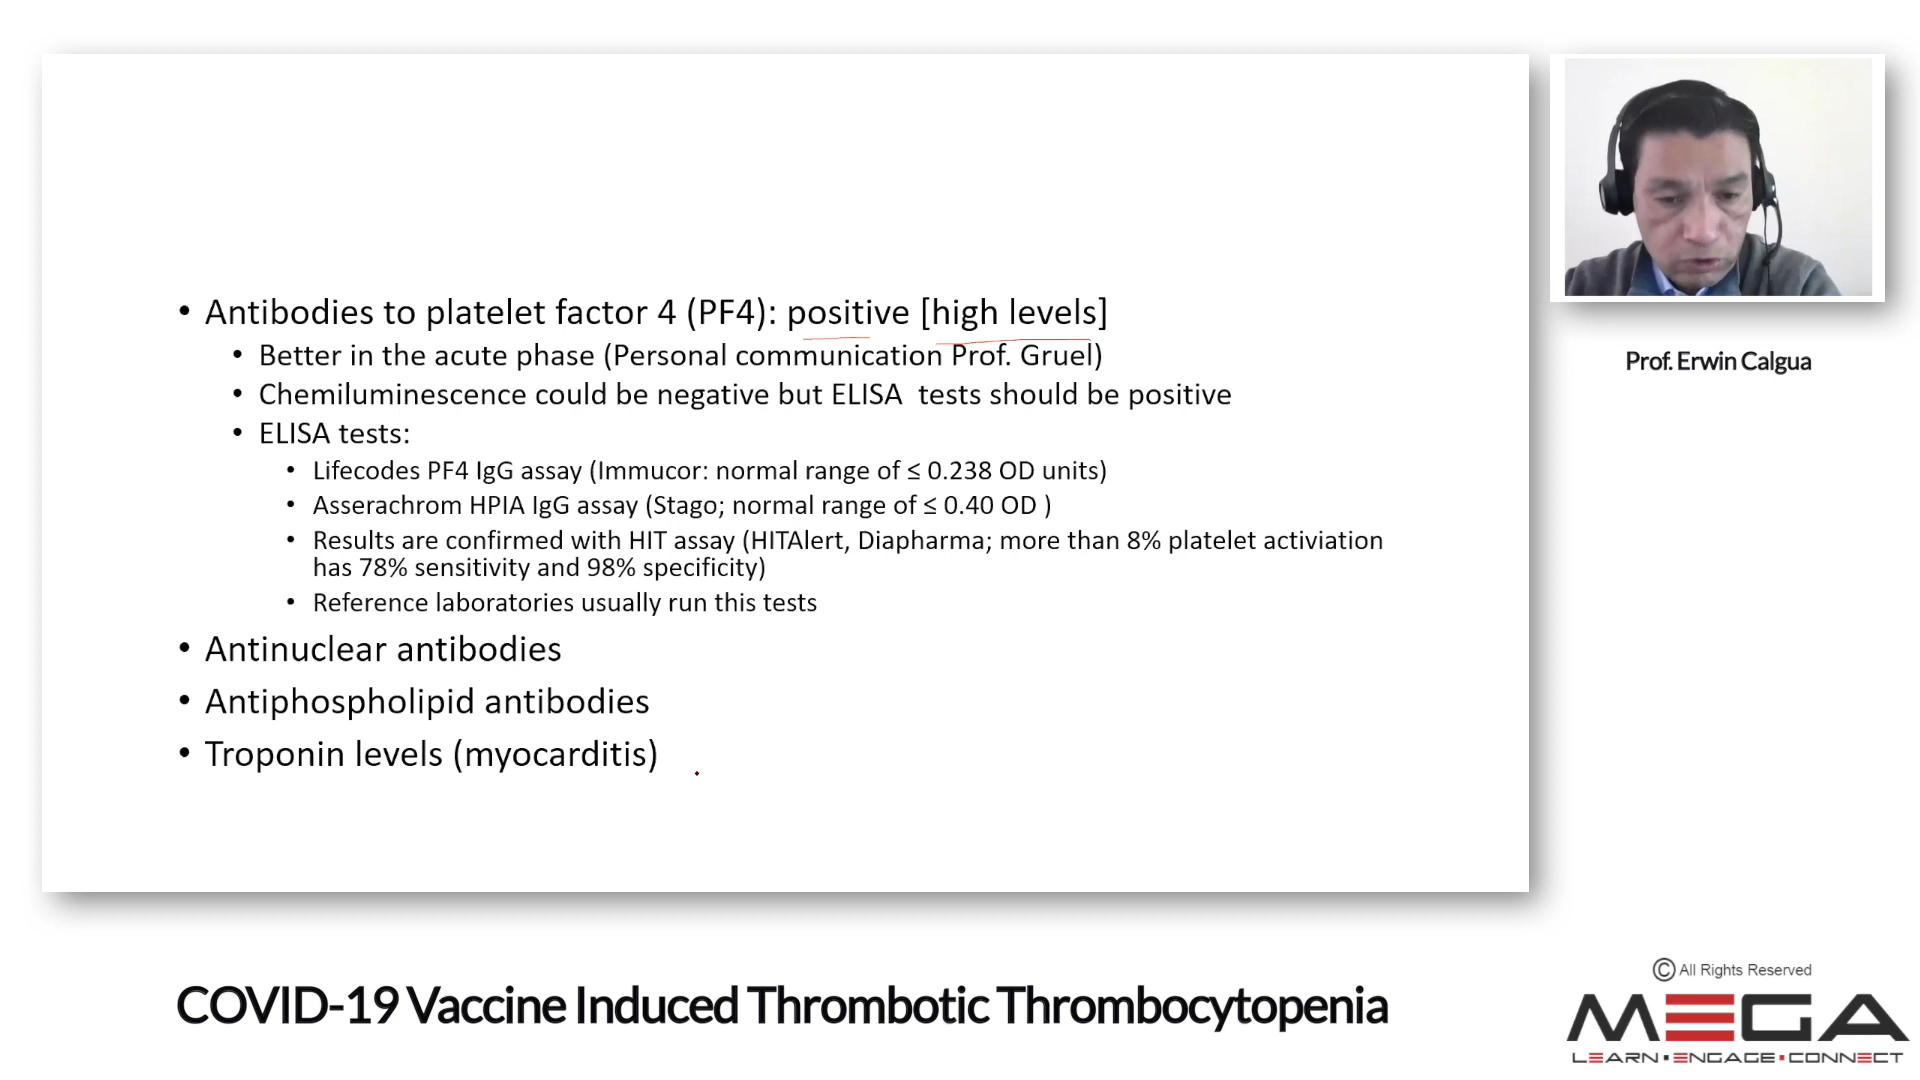 • Antibodies to platelet factor 4 (PF4): positive [high levels]
• Better in the acute phase (Personal communication Prof. Gruel)
• Chemiluminescence could be negative but ELISA  tests should be positive
• ELISA tests:
• Lifecodes PF4 IgG assay (Immucor: normal range of ≤ 0.238 OD units)
• Asserachrom HPIA IgG assay (Stago; normal range of ≤ 0.40 OD )
• Results are confirmed with HIT assay (HITAlert, Diapharma; more than 8% platelet activiation
has 78% sensitivity and 98% specificity)
• Reference laboratories usually run this tests
• Antinuclear antibodies
• Antiphospholipid antibodies
• Troponin levels (myocarditis)
Prof. Erwin Calgua
COVID-19 Vaccine Induced Thrombotic Thrombocytopenia
© All Rights Reserved
MEGA
LEARN▪ENGAGE▪CONNECT